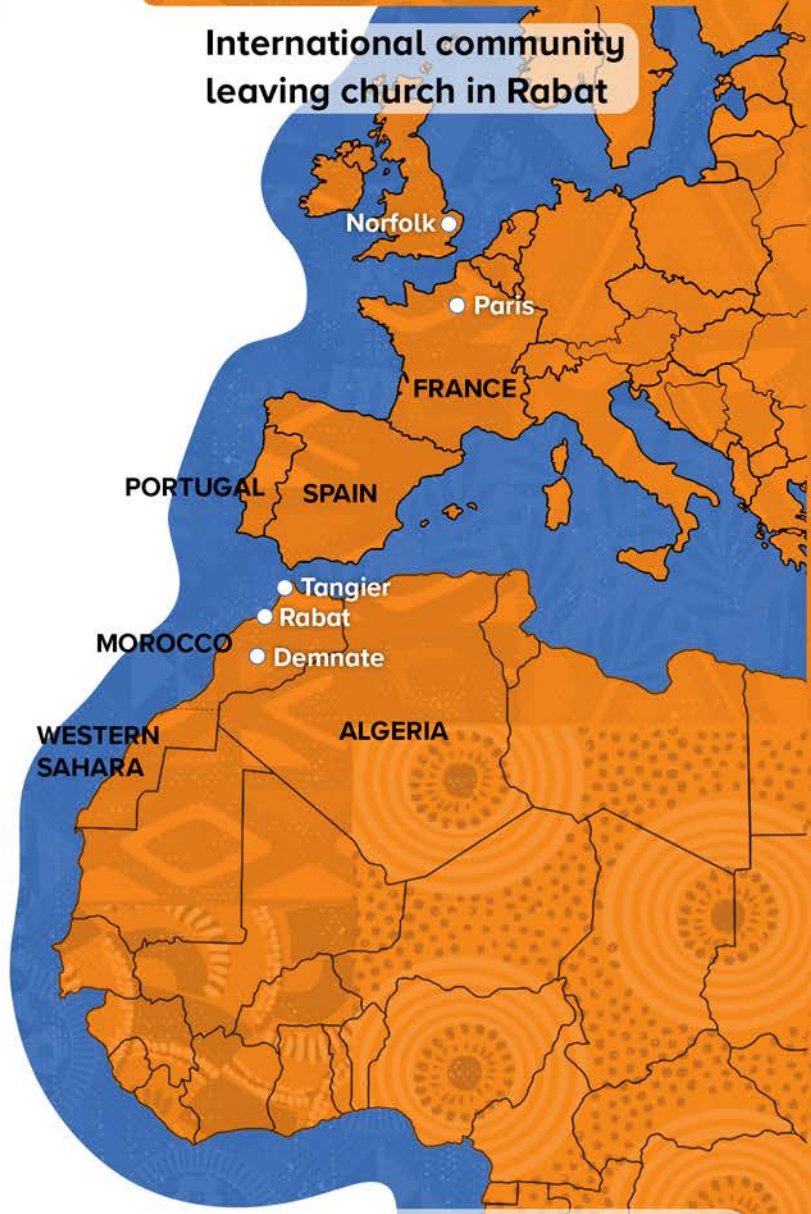 International community
leaving church in Rabat
Norfolk
Paris
FRANCE
PORTUGAL
SPAIN
Tangier
Rabat
MOROCCO
Demnate
WESTERN
SAHARA
ALGERIA